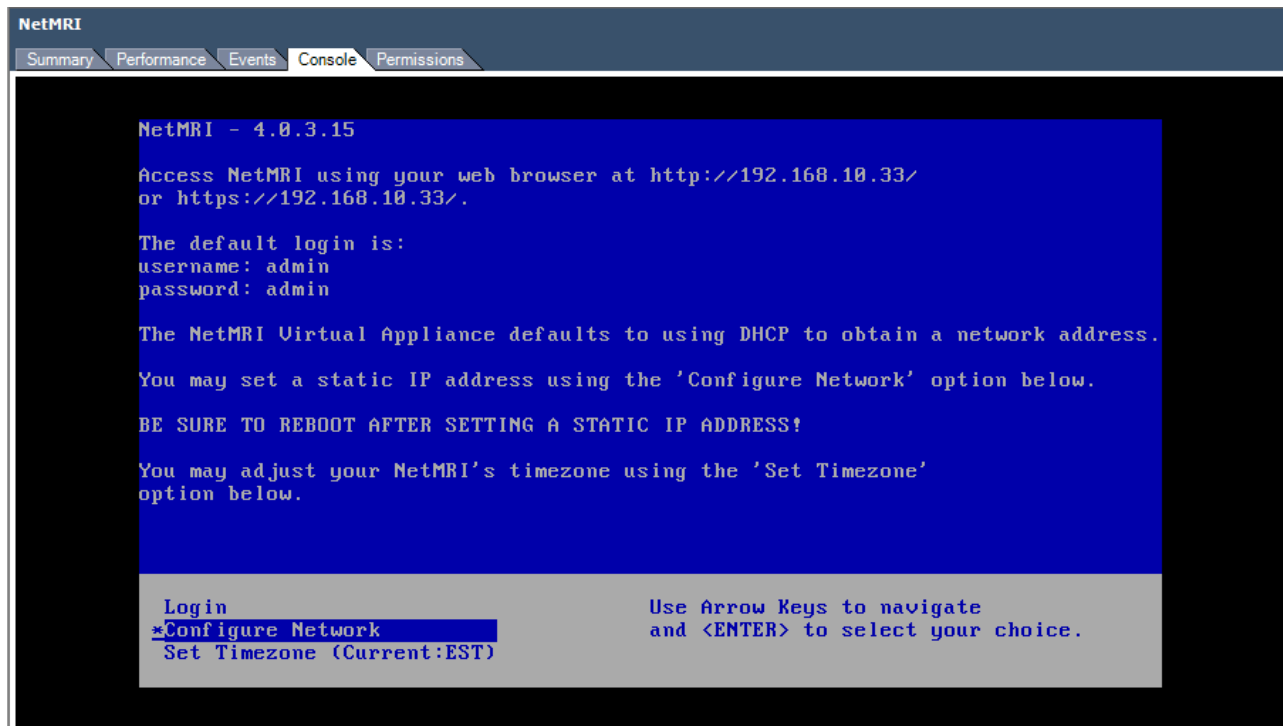 NetMRI
Summary Performance Events Console Permissions
NetMRI - 4.0.3.15
Access NetMRI using your web browser at http://192.168.10.33/
or https://192.168.10.33/.
The default login is:
username: admin
password: admin
The NetMRI Virtual Appliance defaults to using DHCP to obtain a network address.
You may set a static IP address using the 'Configure Network' option below.
BE SURE TO REBOOT AFTER SETTING A STATIC IP ADDRESS!
You may adjust your NetMRI's timezone using the 'Set Timezone'
option below.
Login
*Configure Network
Set Timezone (Current:EST)
Use Arrow Keys to navigate
and <ENTER> to select your choice.